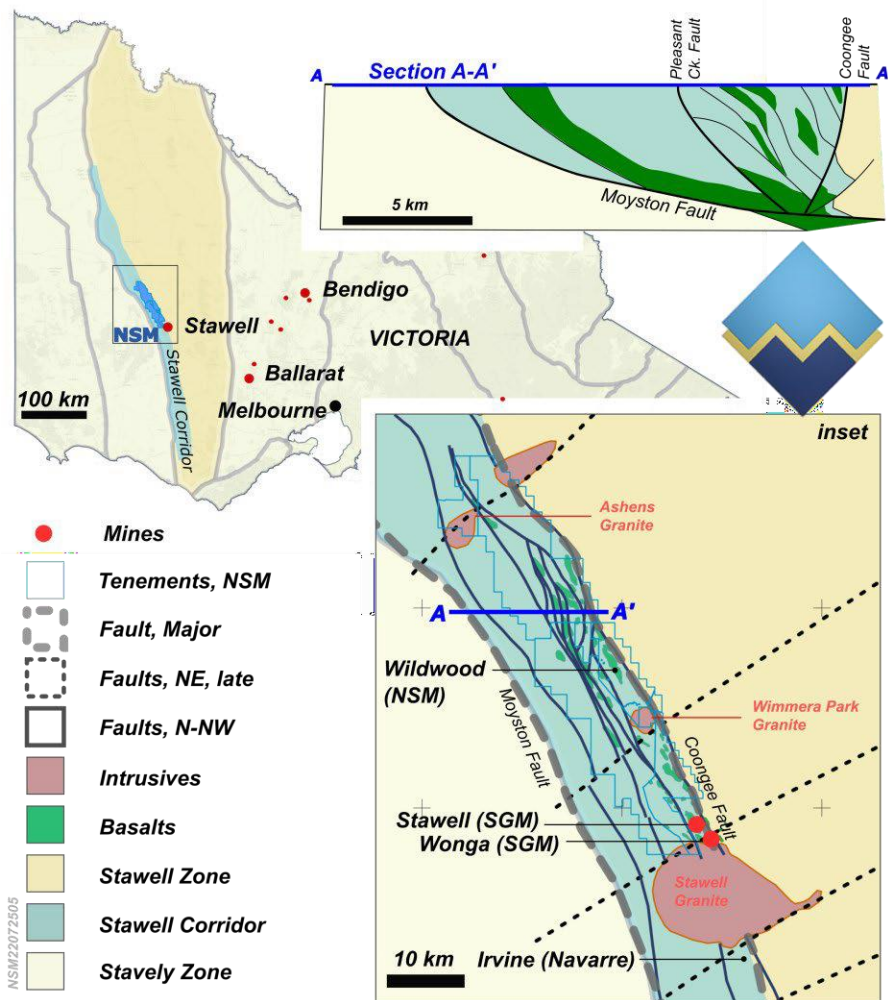 Section A-A'
A
A
Pleasant
Ck. Fault
Coongee
Fault
Moyston Fault
5 km
Bendigo
Stawell
NSM
VICTORIA
Ballarat
Melbourne
Stawell Corridor
100 km
inset
Ashens
Granite
A
A'
Wildwood
(NSM)
Wimmera Park
Granite
Moyston Fault
Coongee Fault
Stawell (SGM)
Wonga (SGM)
Stawell
Granite
Irvine (Navarre)
10 km
Mines
Tenements, NSM
Fault, Major
Faults, NE, late
Faults, N-NW
Intrusives
Basalts
Stawell Zone
Stawell Corridor
Stavely Zone
NSM22072505